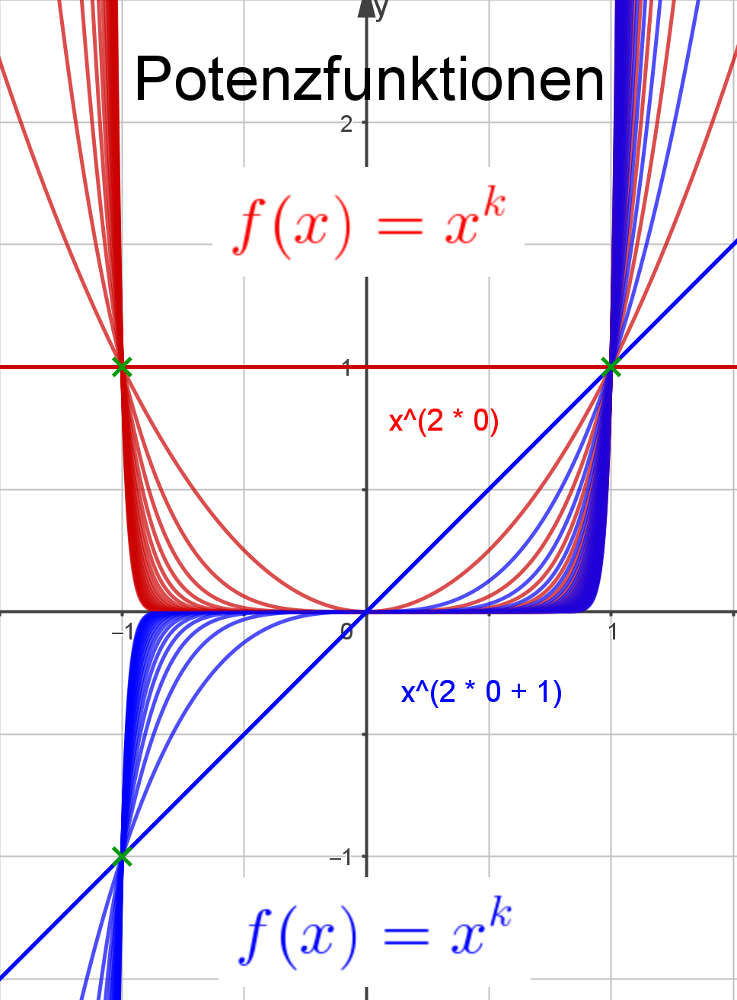 y
Potenzfunktionen
2
f(x) = x^k
1
x^(2 * 0)
–1
0
1
x^(2 * 0 + 1)
–1
f(x) = x^k